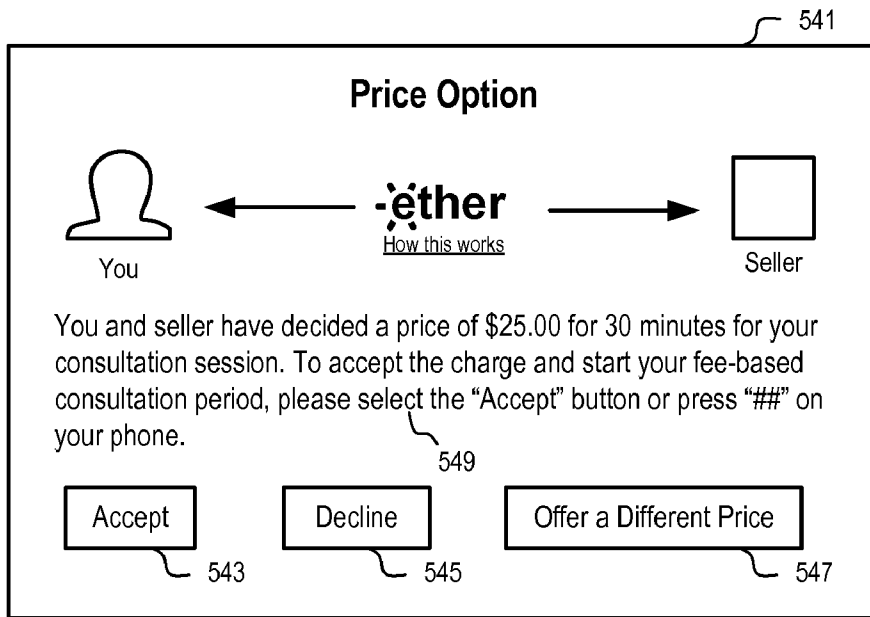 541
Price Option
ether
How this works
You
Seller
You and seller have decided a price of $25.00 for 30 minutes for your
consultation session. To accept the charge and start your fee-based
consultation period, please select the “Accept” button or press “##” on
your phone.
549
Accept
Decline
Offer a Different Price
543
545
547